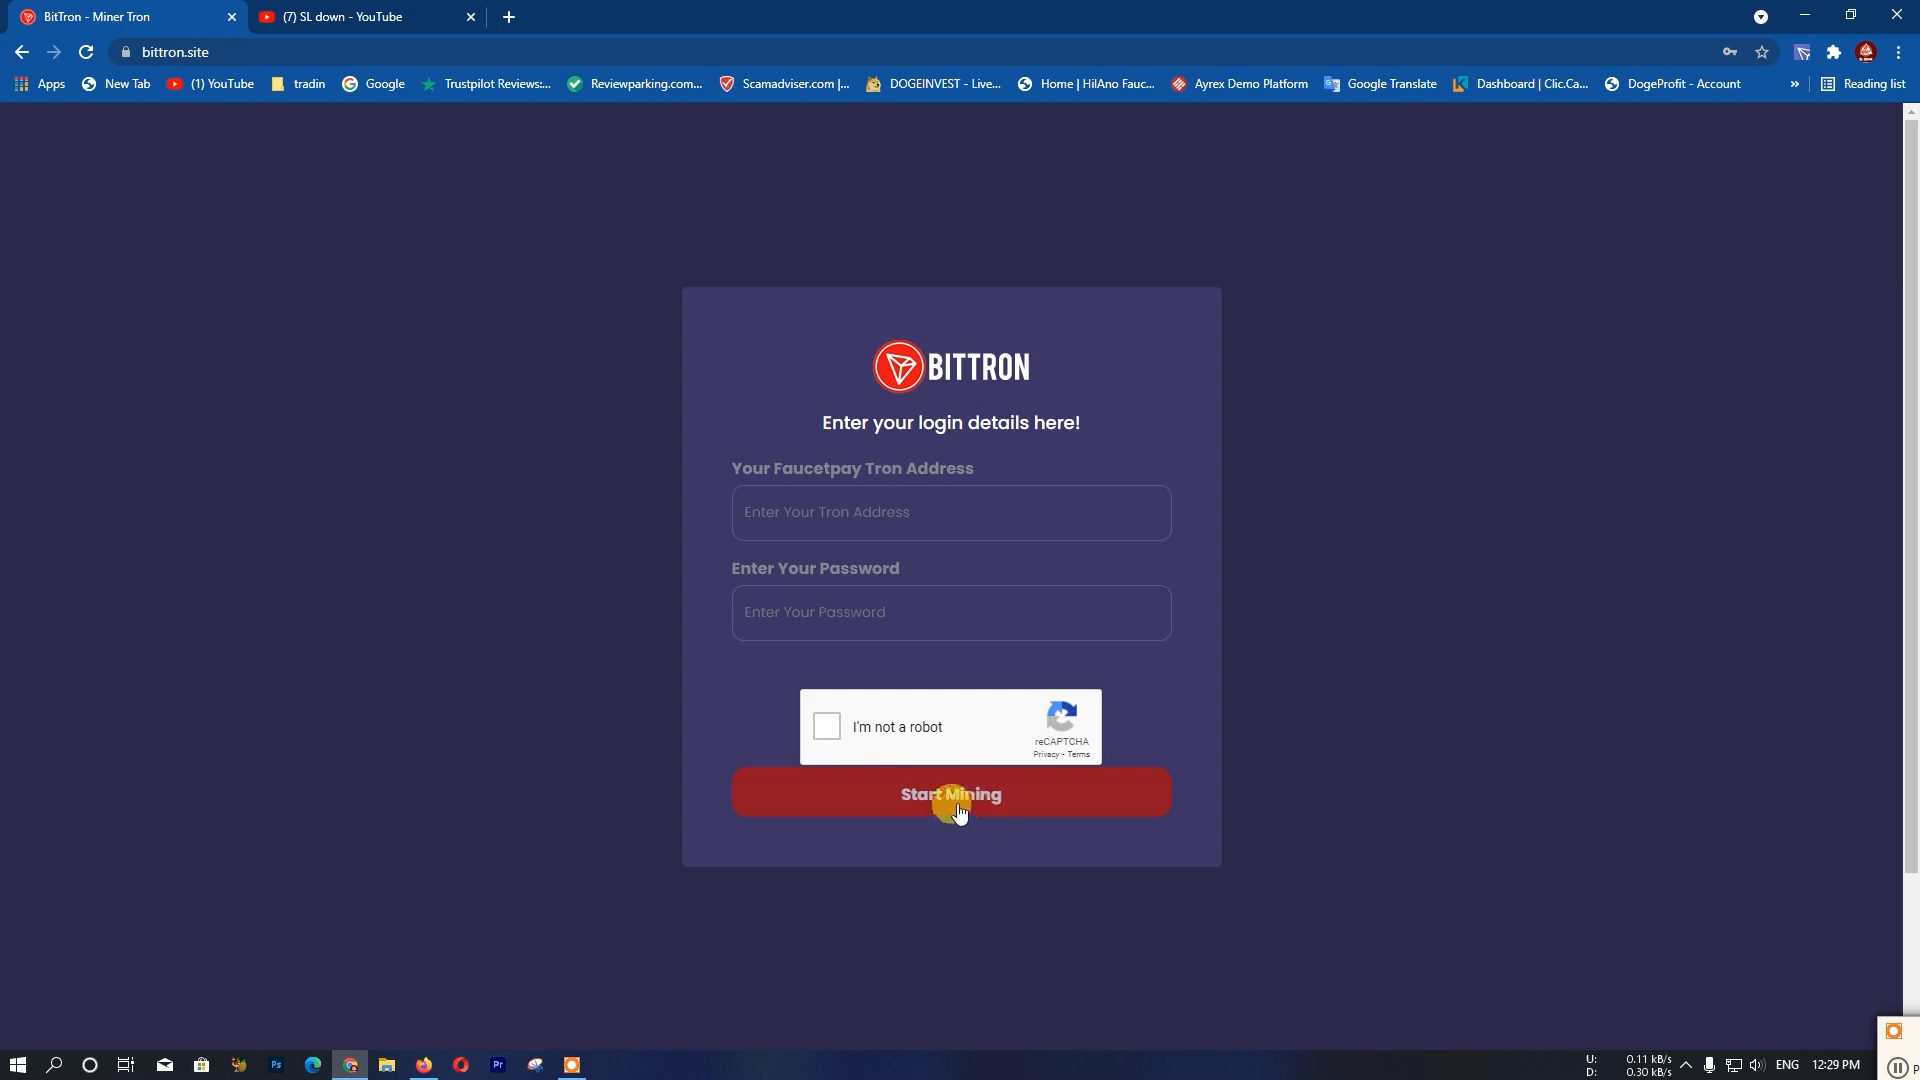 BitTron - Miner Tron
(7) SL down - YouTube
bittron.site
Apps
New Tab
(1) YouTube
tradin
Google
Trustpilot Reviews:...
Reviewparking.com...
Scamadviser.com |...
DOGEINVEST - Live...
Home | HilAno Fauc...
Ayrex Demo Platform
Google Translate
Dashboard | Clic.Ca...
DogeProfit - Account
»
Reading list
BITTRON
Enter your login details here!
Your Faucetpay Tron Address
Enter Your Tron Address
Enter Your Password
Enter Your Password
I'm not a robot
reCAPTCHA
Privacy - Terms
Start Mining
Ps
Pr
U: 0.11 kB/s
D: 0.30 kB/s
ENG
12:29 PM